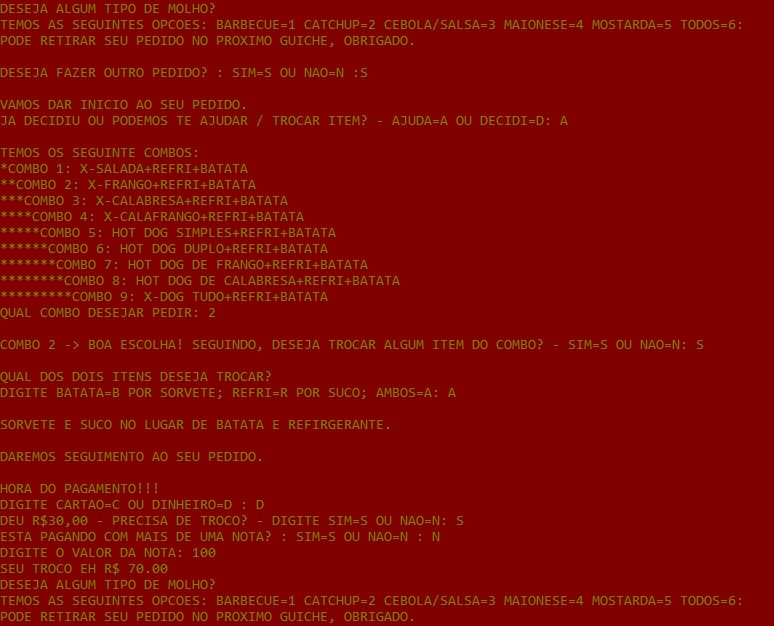 DESEJA ALGUM TIPO DE MOLHO?
TEMOS AS SEGUINTES OPCOES: BARBECUE=1 CATCHUP=2 CEBOLA/SALSA=3 MAIONESE=4 MOSTARDA=5 TODOS=6:
PODE RETIRAR SEU PEDIDO NO PROXIMO GUICHE, OBRIGADO.
DESEJA FAZER OUTRO PEDIDO? : SIM=S OU NAO=N :S
VAMOS DAR INICIO AO SEU PEDIDO.
JA DECIDIU OU PODEMOS TE AJUDAR / TROCAR ITEM? - AJUDA=A OU DECIDI=D: A
TEMOS OS SEGUINTE COMBOS:
*COMBO 1: X-SALADA+REFRI+BATATA
**COMBO 2: X-FRANGO+REFRI+BATATA
***COMBO 3: X-CALABRESA+REFRI+BATATA
****COMBO 4: X-CALAFRANGO+REFRI+BATATA
*****COMBO 5: HOT DOG SIMPLES+REFRI+BATATA
******COMBO 6: HOT DOG DUPLO+REFRI+BATATA
*******COMBO 7: HOT DOG DE FRANGO+REFRI+BATATA
********COMBO 8: HOT DOG DE CALABRESA+REFRI+BATATA
*********COMBO 9: X-DOG TUDO+REFRI+BATATA
QUAL COMBO DESEJAR PEDIR: 2
COMBO 2 -> BOA ESCOLHA! SEGUINDO, DESEJA TROCAR ALGUM ITEM DO COMBO? - SIM=S OU NAO=N: S
QUAL DOS DOIS ITENS DESEJA TROCAR?
DIGITE BATATA=B POR SORVETE; REFRI=R POR SUCO; AMBOS=A: A
SORVETE E SUCO NO LUGAR DE BATATA E REFIRGERANTE.
DAREMOS SEGUIMENTO AO SEU PEDIDO.
HORA DO PAGAMENTO!!!
DIGITE CARTAO=C OU DINHEIRO=D : D
DEU R$30,00 - PRECISA DE TROCO? - DIGITE SIM=S OU NAO=N: S
ESTA PAGANDO COM MAIS DE UMA NOTA? : SIM=S OU NAO=N : N
DIGITE O VALOR DA NOTA: 100
SEU TROCO EH R$ 70.00
DESEJA ALGUM TIPO DE MOLHO?
TEMOS AS SEGUINTES OPCOES: BARBECUE=1 CATCHUP=2 CEBOLA/SALSA=3 MAIONESE=4 MOSTARDA=5 TODOS=6:
PODE RETIRAR SEU PEDIDO NO PROXIMO GUICHE, OBRIGADO.